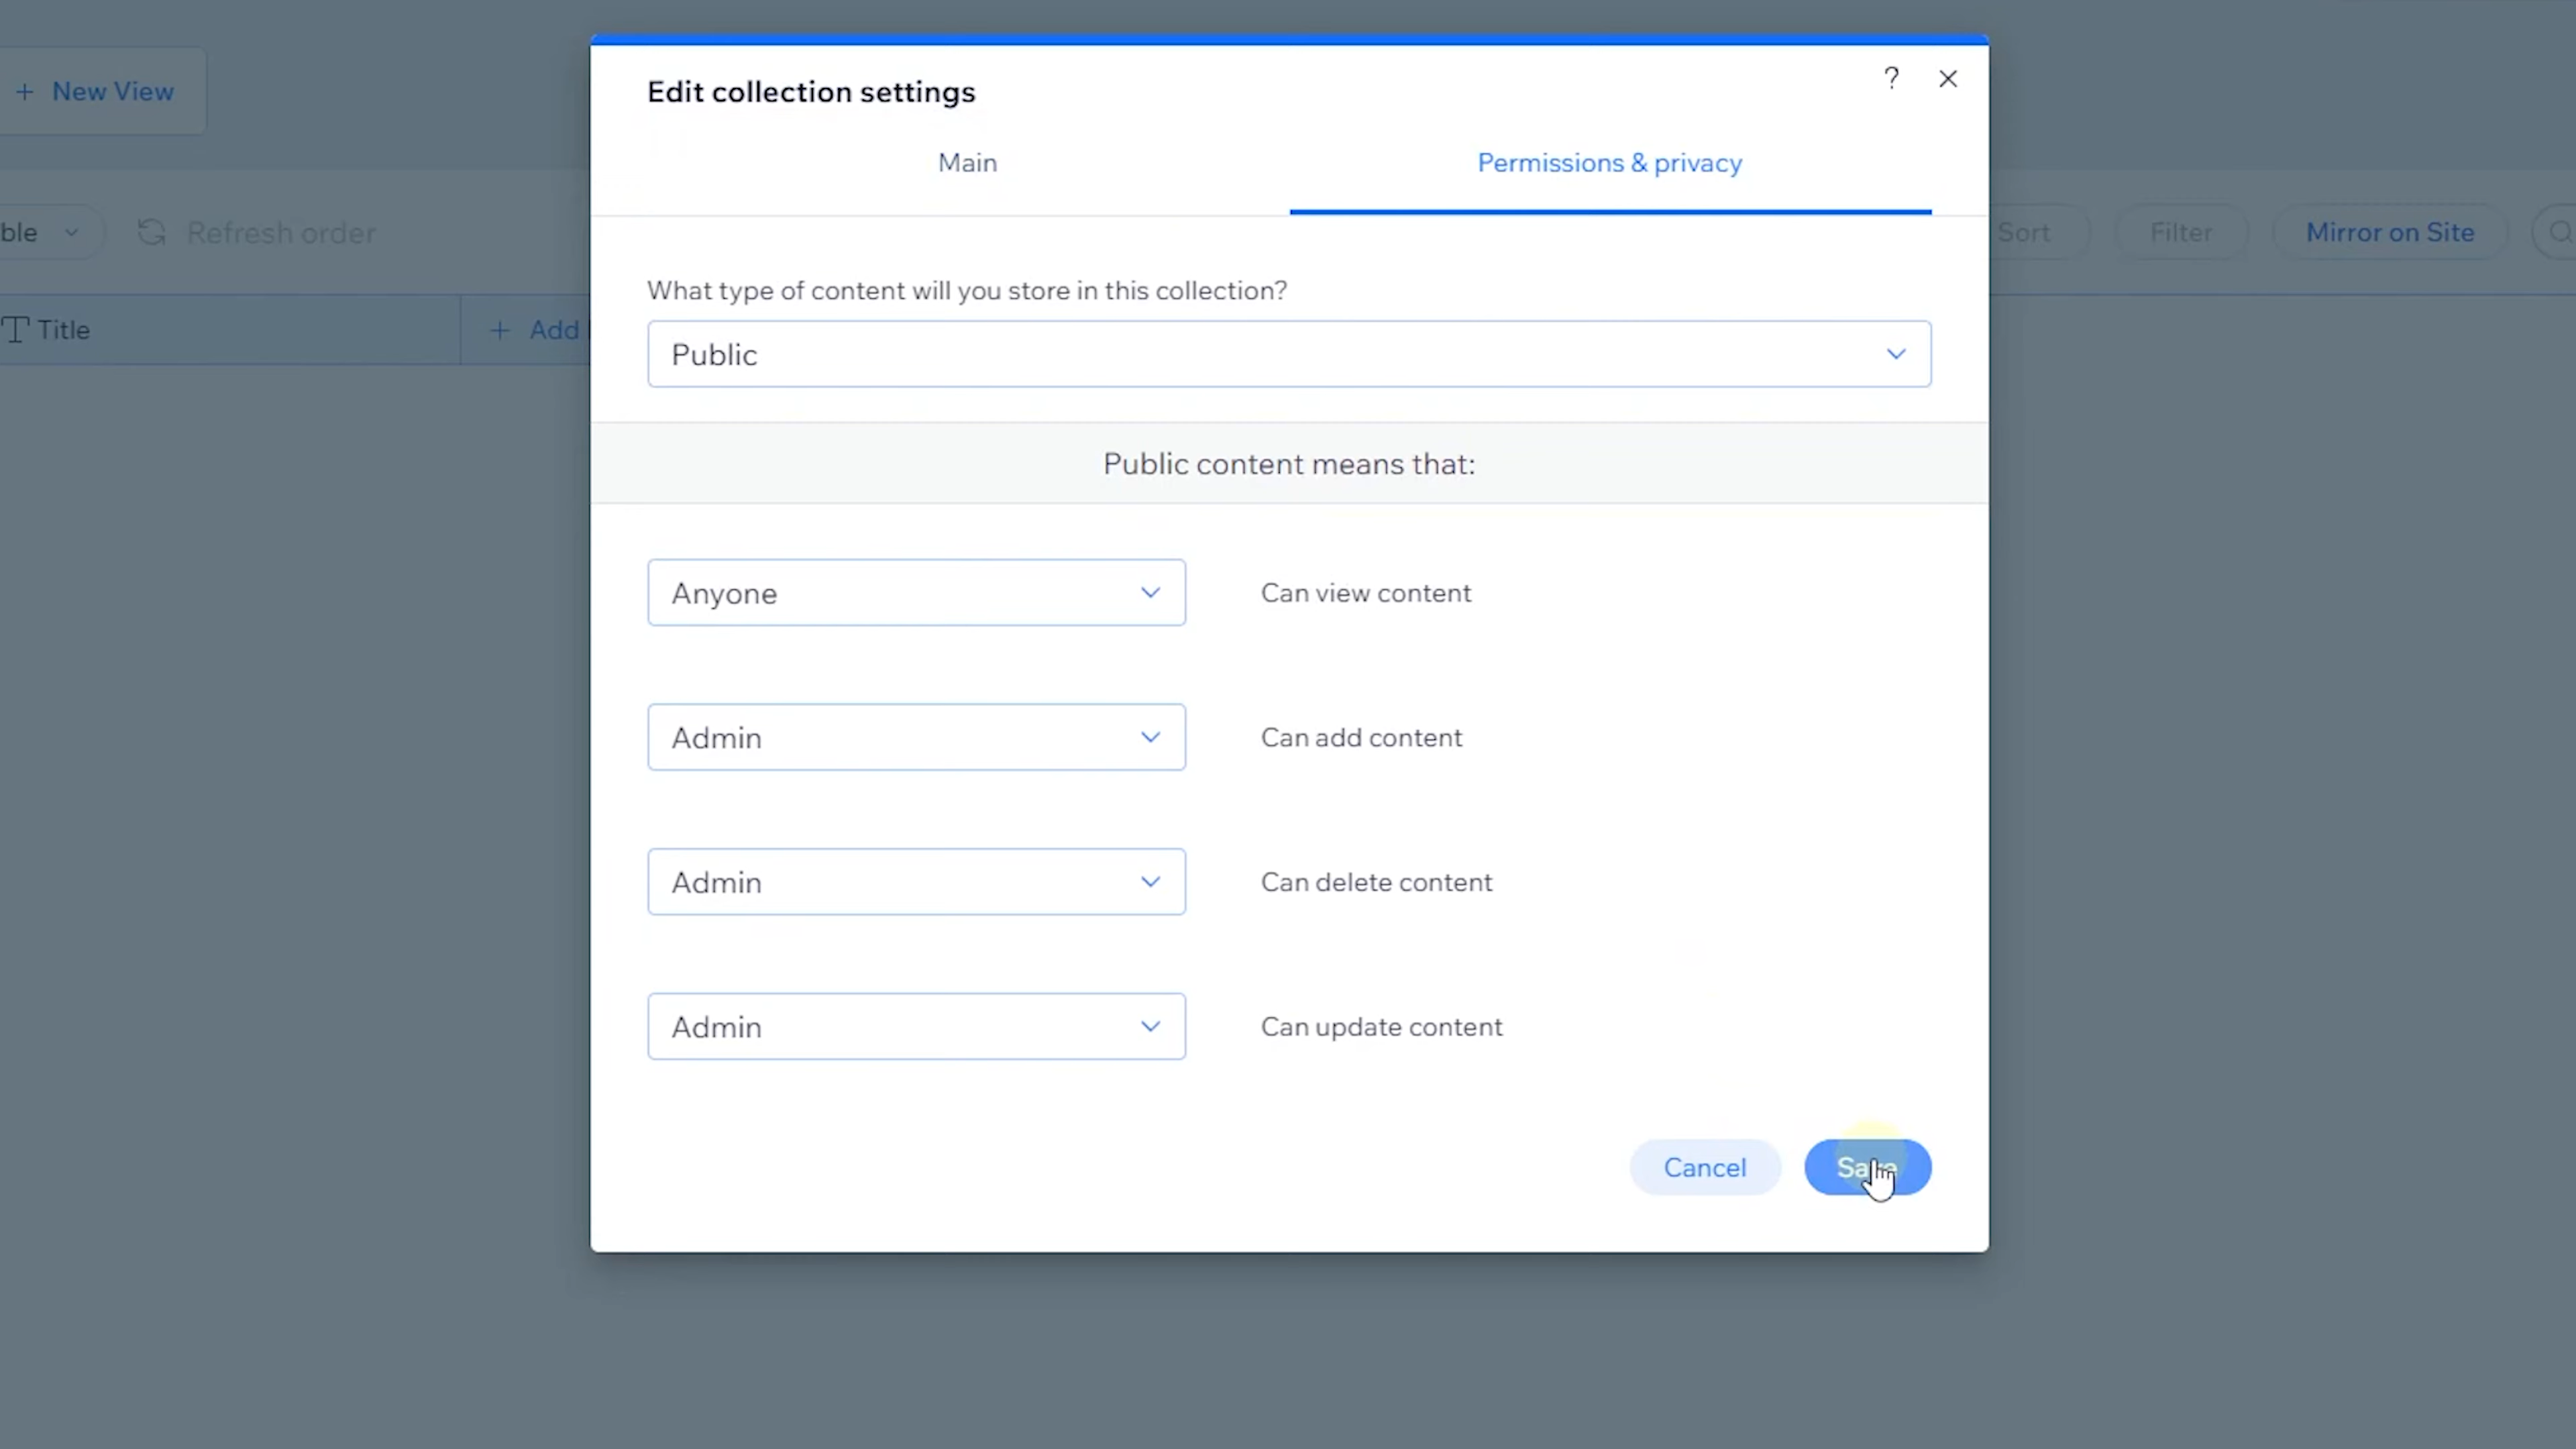 Edit collection settings
?
+ New View
Main
Permissions & privacy
ble
Refresh order
Sort
Filter
Mirror on Site
What type of content will you store in this collection?
Title
+ Add
Public
Public content means that:
Anyone
Can view content
Admin
Can add content
Admin
Can delete content
Admin
Can update content
Cancel
Save